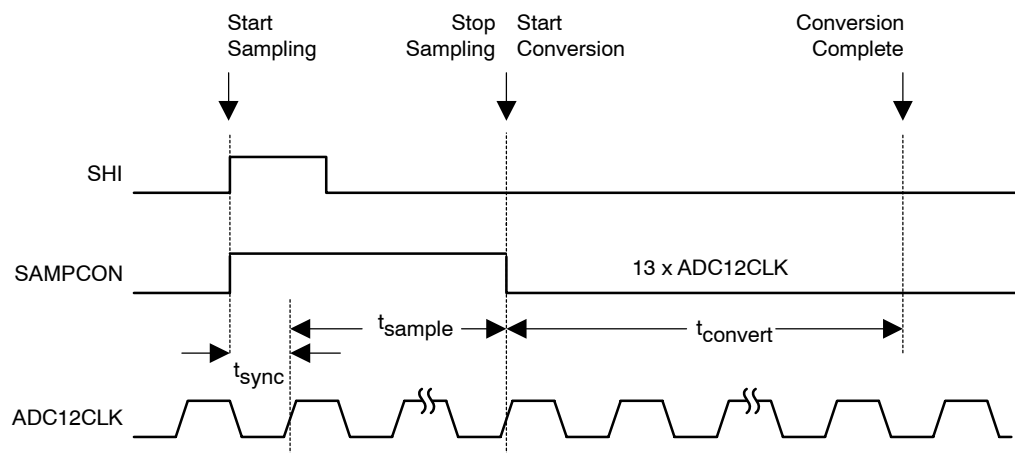 Start
Sampling
Stop
Sampling
Start
Conversion
Conversion
Complete
SHI
SAMPCON
13 x ADC12CLK
tsample
tconvert
tsync
ADC12CLK